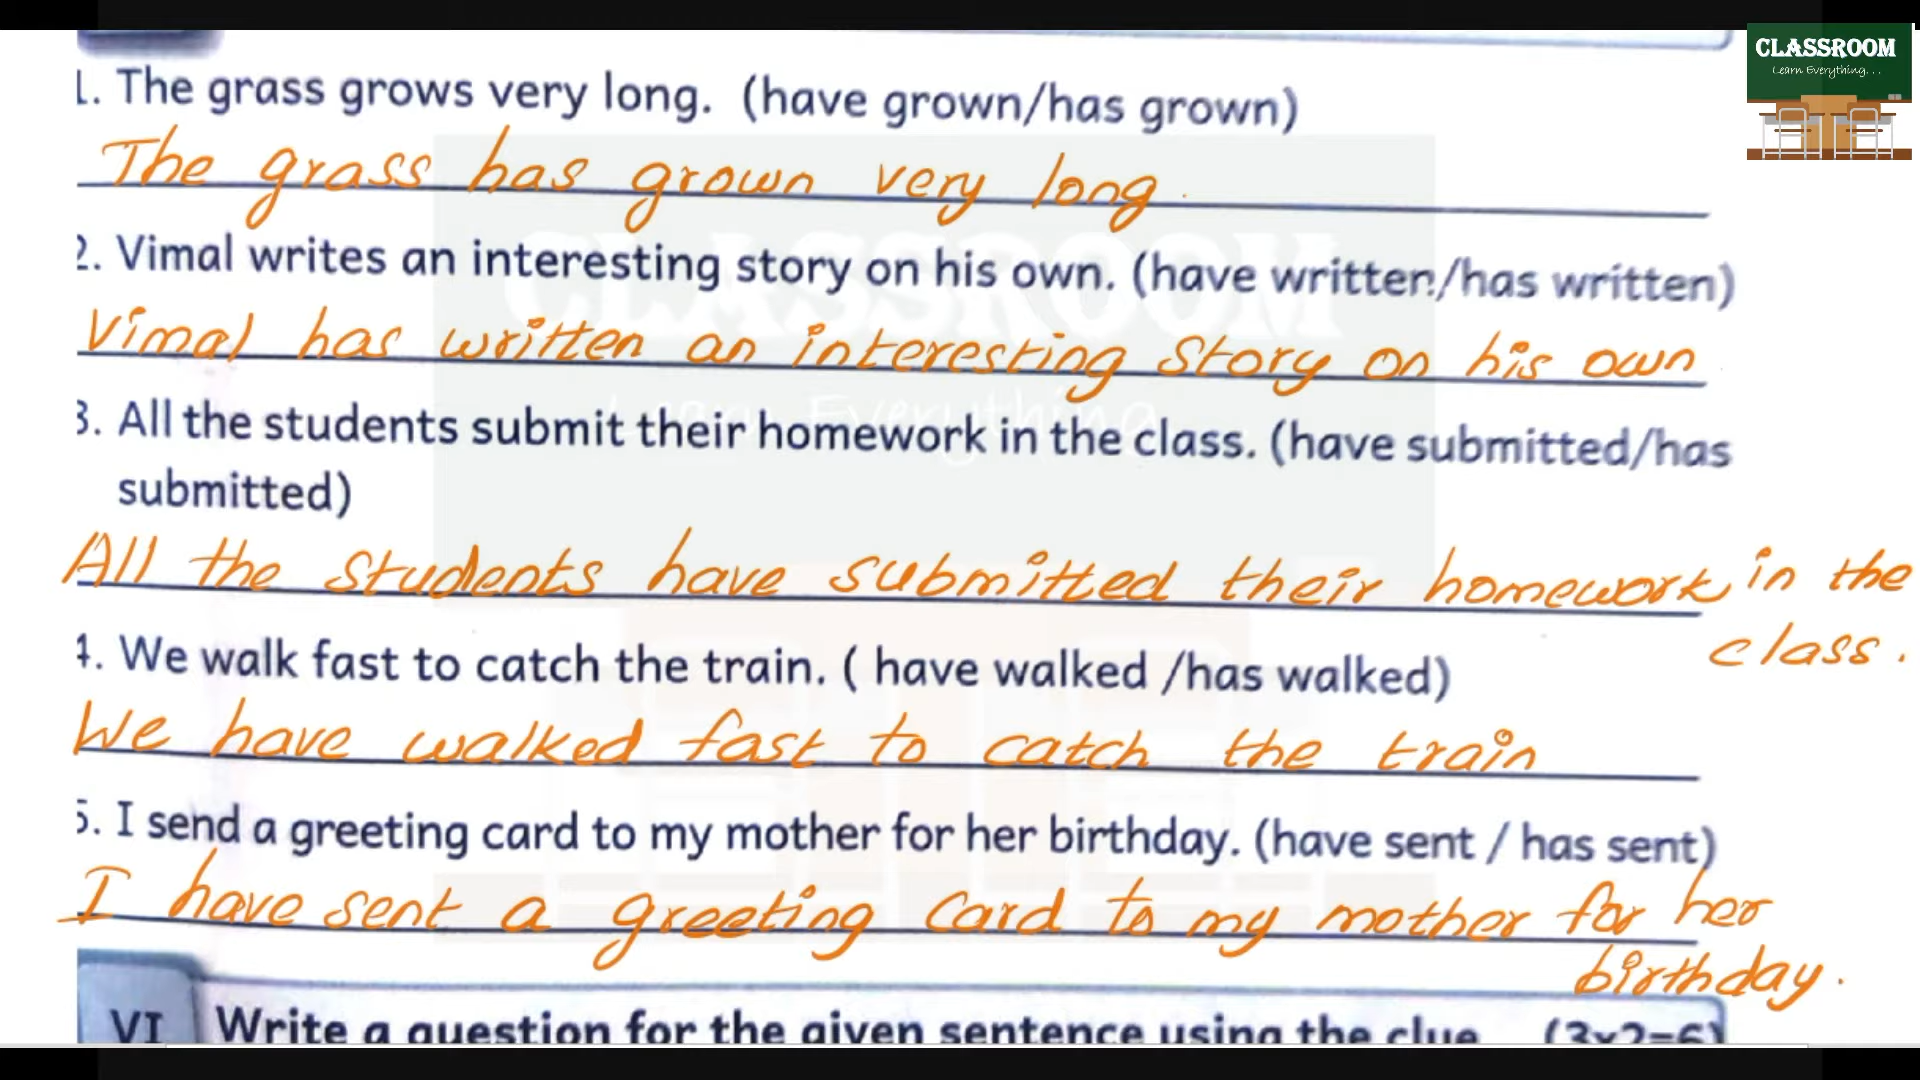 CLASSROOM
Learn Everything...
1. The grass grows very long. (have grown/has grown)
The grass has grown very long.
2. Vimal writes an interesting story on his own. (have written/has written)
Vimal has written an interesting story on his own
3. All the students submit their homework in the class. (have submitted/has
submitted)
All the students have submitted their homework in the
class.
4. We walk fast to catch the train. ( have walked /has walked)
We have walked fast to catch the train
5. I send a greeting card to my mother for her birthday. (have sent / has sent)
I have sent a greeting card to my mother for her
birthday.
VI Write a question for the given sentence using the clue (3x2=6)
CLASSROOM
Learn Everything